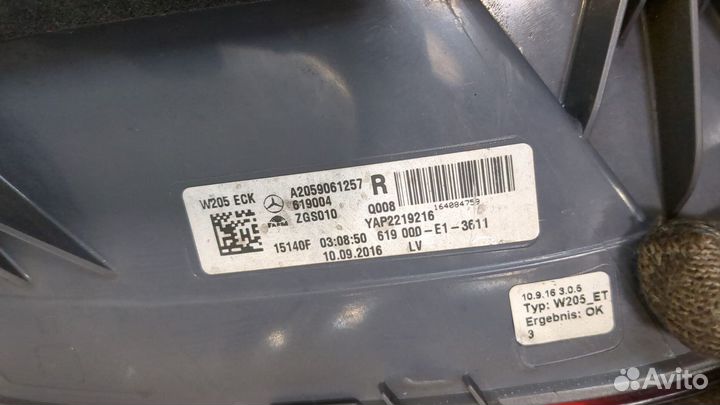 W205 ECK A2059061257 R
619004 Q008 164084759
ZGS010 YAP2219216
15140F 03:08:50 619 000-E1-3611
10.09.2016 LV
10.9.16 3.0.6
Typ: W205_ET
Ergebnis: OK
3
Avito